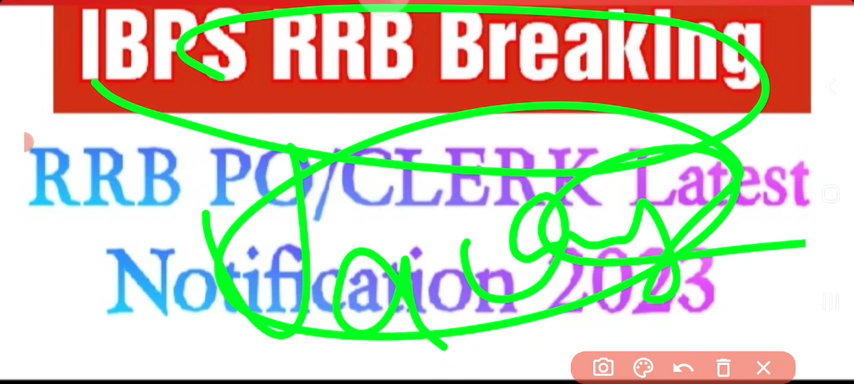 IBPS RRB Breaking
RRB PO/CLERK Latest
Notification 2023